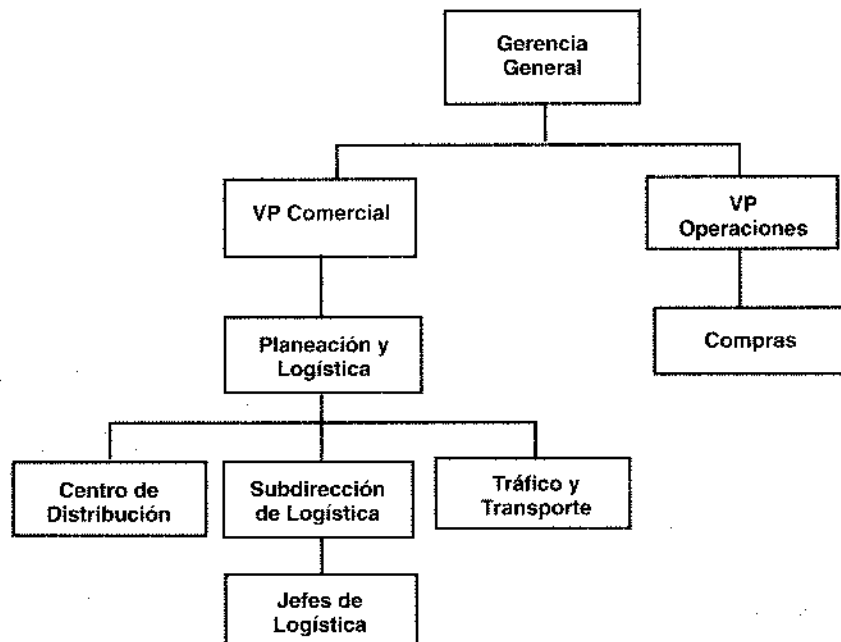 Gerencia
General
VP Comercial
VP
Operaciones
Planeación y
Logística
Compras
Centro de
Distribución
Subdirección
de Logística
Tráfico y
Transporte
Jefes de
Logística